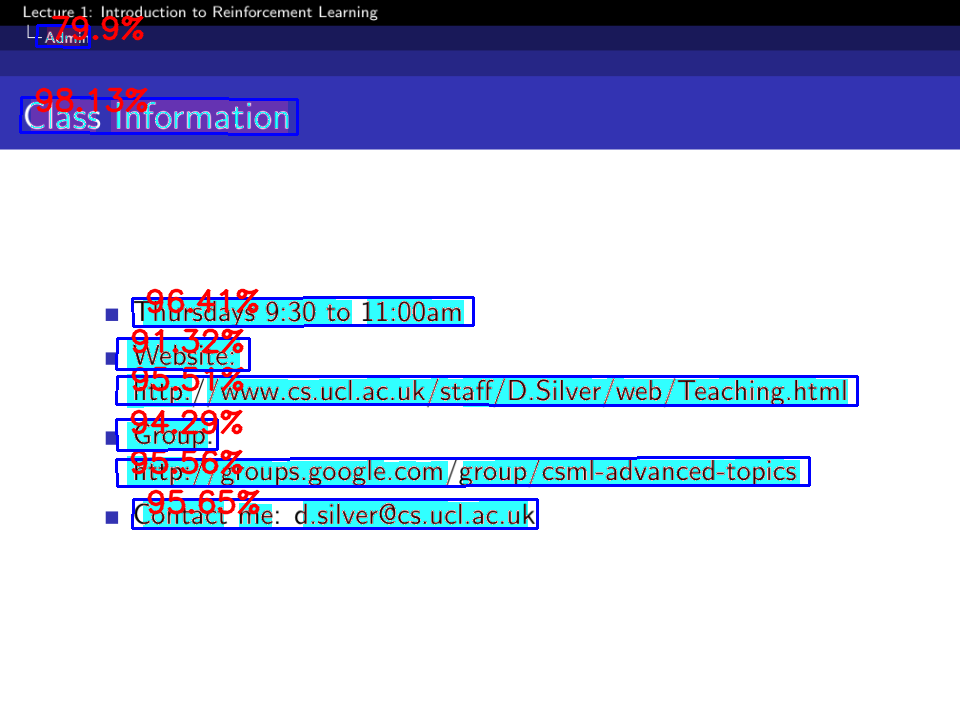 Lecture 1: Introduction to Reinforcement Learning
79.9%
Admin
98.13%
Class Information
96.41%
Thursdays 9:30 to 11:00am
91.32%
Website:
95.51%
http://www.cs.ucl.ac.uk/staff/D.Silver/web/Teaching.html
94.29%
Group:
95.56%
http://groups.google.com/group/csml-advanced-topics
95.65%
Contact me: d.silver@cs.ucl.ac.uk